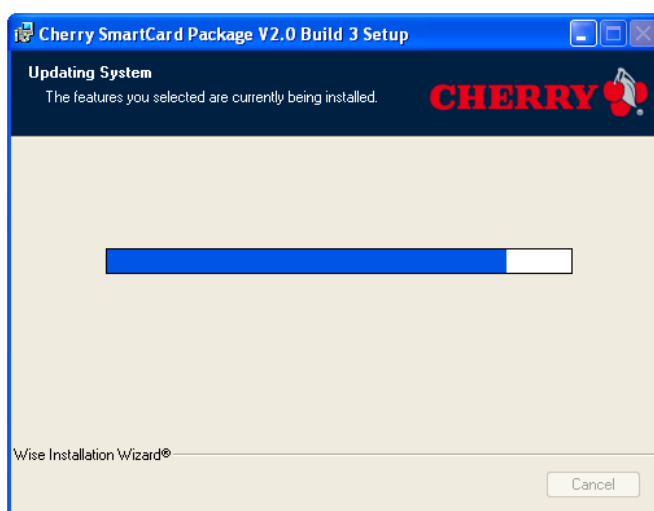 Cherry SmartCard Package V2.0 Build 3 Setup
Updating System
The features you selected are currently being installed.
CHERRY
Wise Installation Wizard®
Cancel